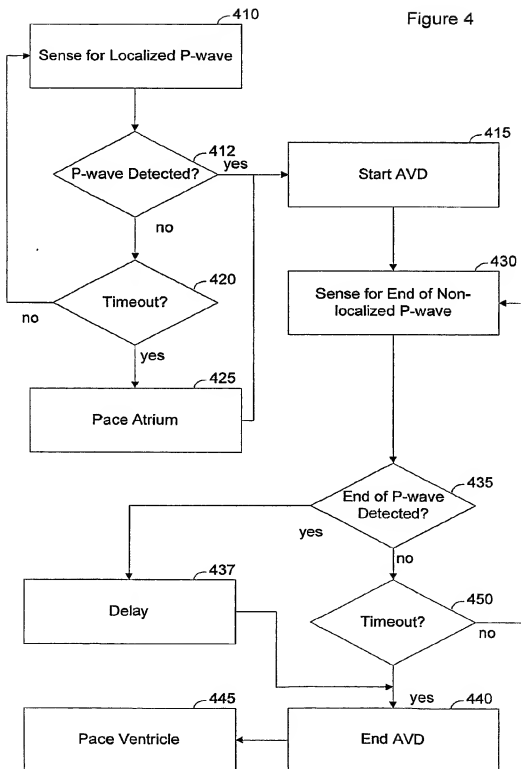 Figure 4
410
Sense for Localized P-wave
412
P-wave Detected?
yes
no
415
Start AVD
420
Timeout?
no
yes
430
Sense for End of Non-
localized P-wave
425
Pace Atrium
435
End of P-wave
Detected?
yes
no
437
Delay
450
Timeout?
no
yes
445
Pace Ventricle
440
End AVD